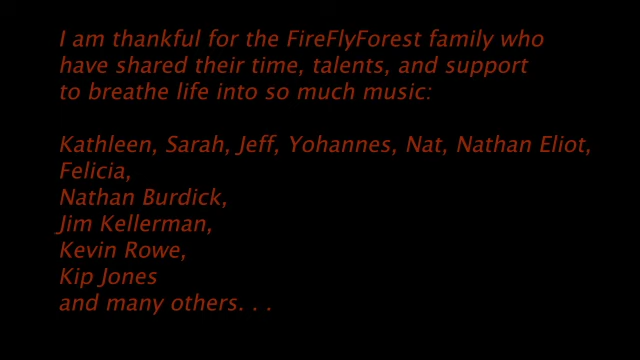 I am thankful for the FireFlyForest family who
have shared their time, talents, and support
to breathe life into so much music:
Kathleen, Sarah, Jeff, Yohannes, Nat, Nathan Eliot,
Felicia,
Nathan Burdick,
Jim Kellerman,
Kevin Rowe,
Kip Jones
and many others. . .